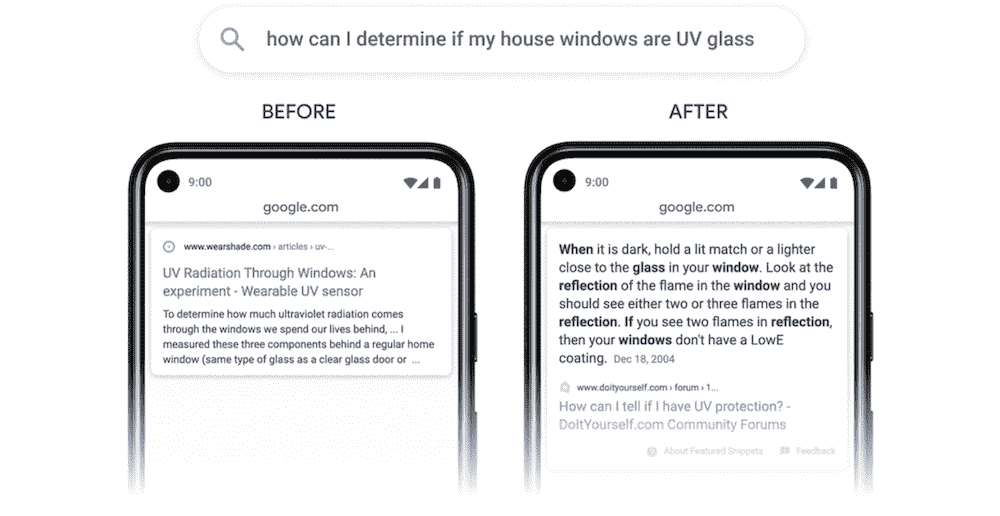 how can I determine if my house windows are UV glass
BEFORE
AFTER
9:00
google.com
www.wearshade.com › articles › uv-...
UV Radiation Through Windows: An
experiment - Wearable UV sensor
To determine how much ultraviolet radiation comes
through the windows we spend our lives behind, ... I
measured these three components behind a regular home
window (same type of glass as a clear glass door or ...
9:00
google.com
When it is dark, hold a lit match or a lighter
close to the glass in your window. Look at the
reflection of the flame in the window and you
should see either two or three flames in the
reflection. If you see two flames in reflection,
then your windows don't have a LowE
coating. Dec 18, 2004
www.doityourself.com › forum › 1...
How can I tell if I have UV protection? -
DoItYourself.com Community Forums
About Featured Snippets
Feedback